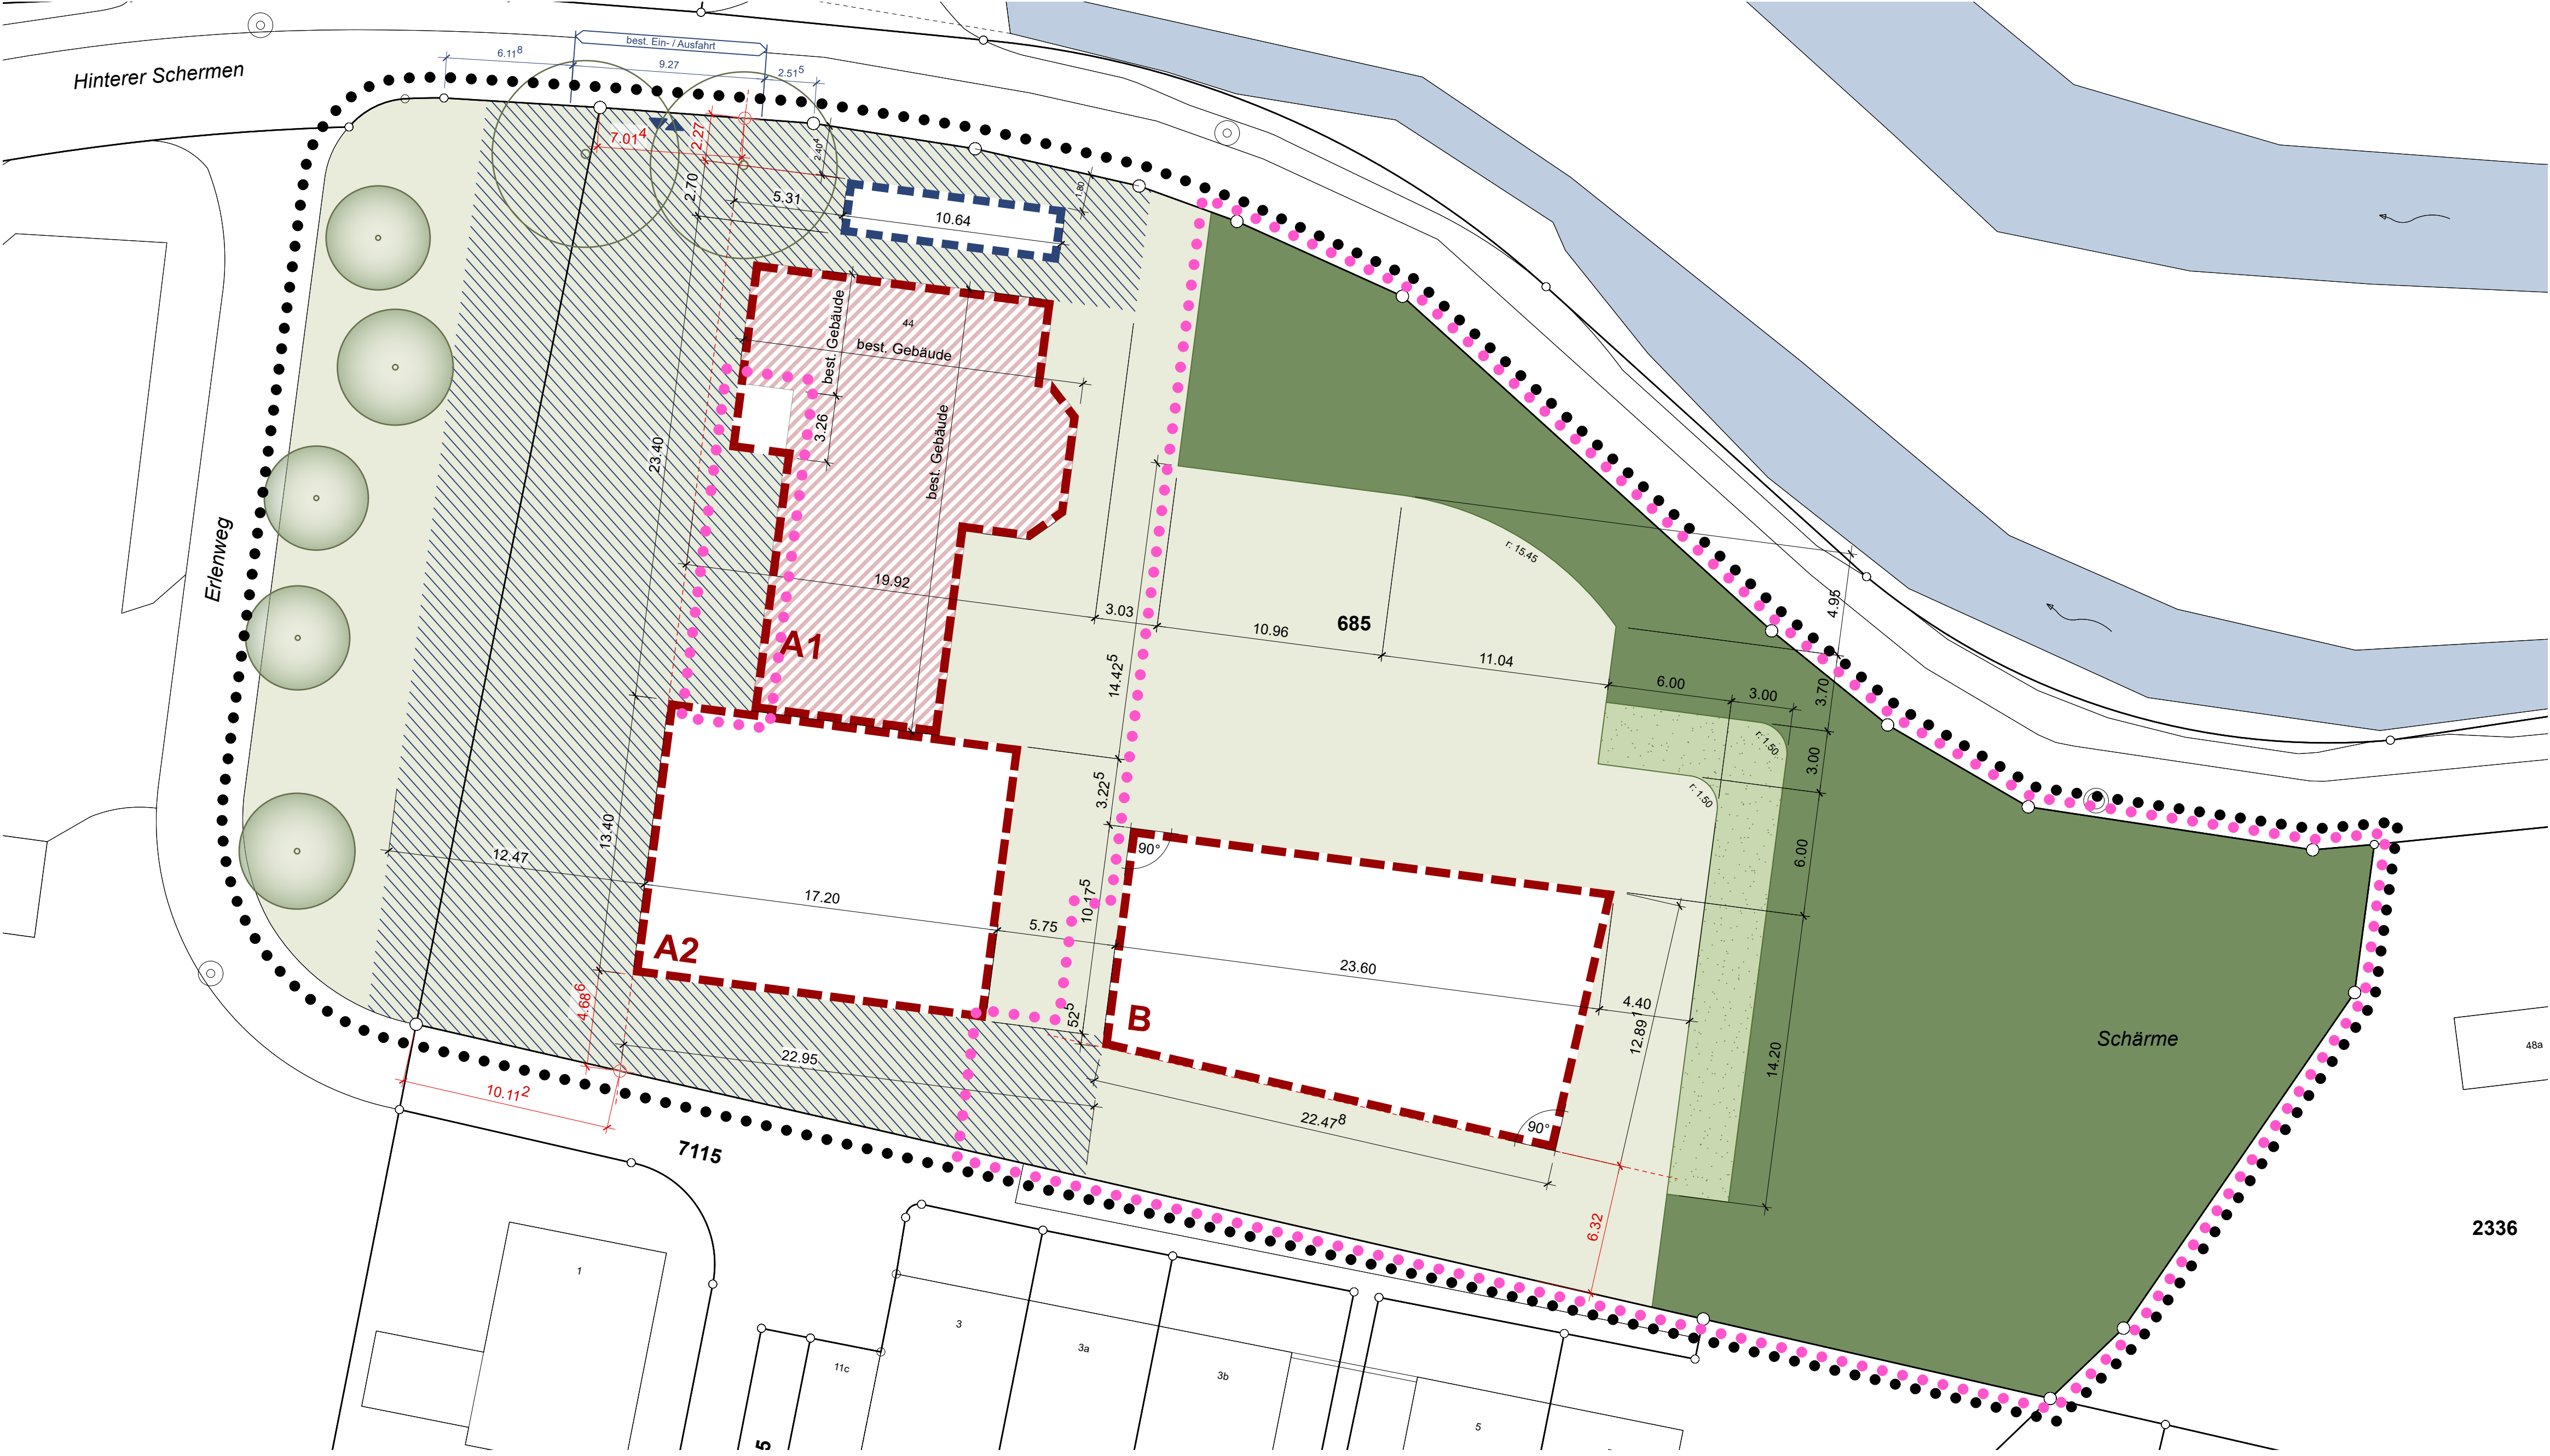 best. Ein- / Ausfahrt
6.11⁸
9.27
2.51⁵
Hinterer Schermen
7.01⁴
2.27
2.40⁴
2.70
5.31
10.64
1.80
44
best. Gebäude
best. Gebäude
best. Gebäude
3.26
23.40
Erlenweg
r: 15.45
19.92
3.03
10.96
685
11.04
4.95
A1
14.42⁵
6.00
3.00
3.70
r: 1.50
3.00
r: 1.50
3.22⁵
13.40
12.47
90°
6.00
17.20
10.17⁵
5.75
A2
23.60
4.40
12.89¹
4.68⁶
52⁵
B
Schärme
48a
14.20
22.95
10.11²
22.47⁸
90°
7115
6.32
2336
1
3
3a
3b
11c
5
5